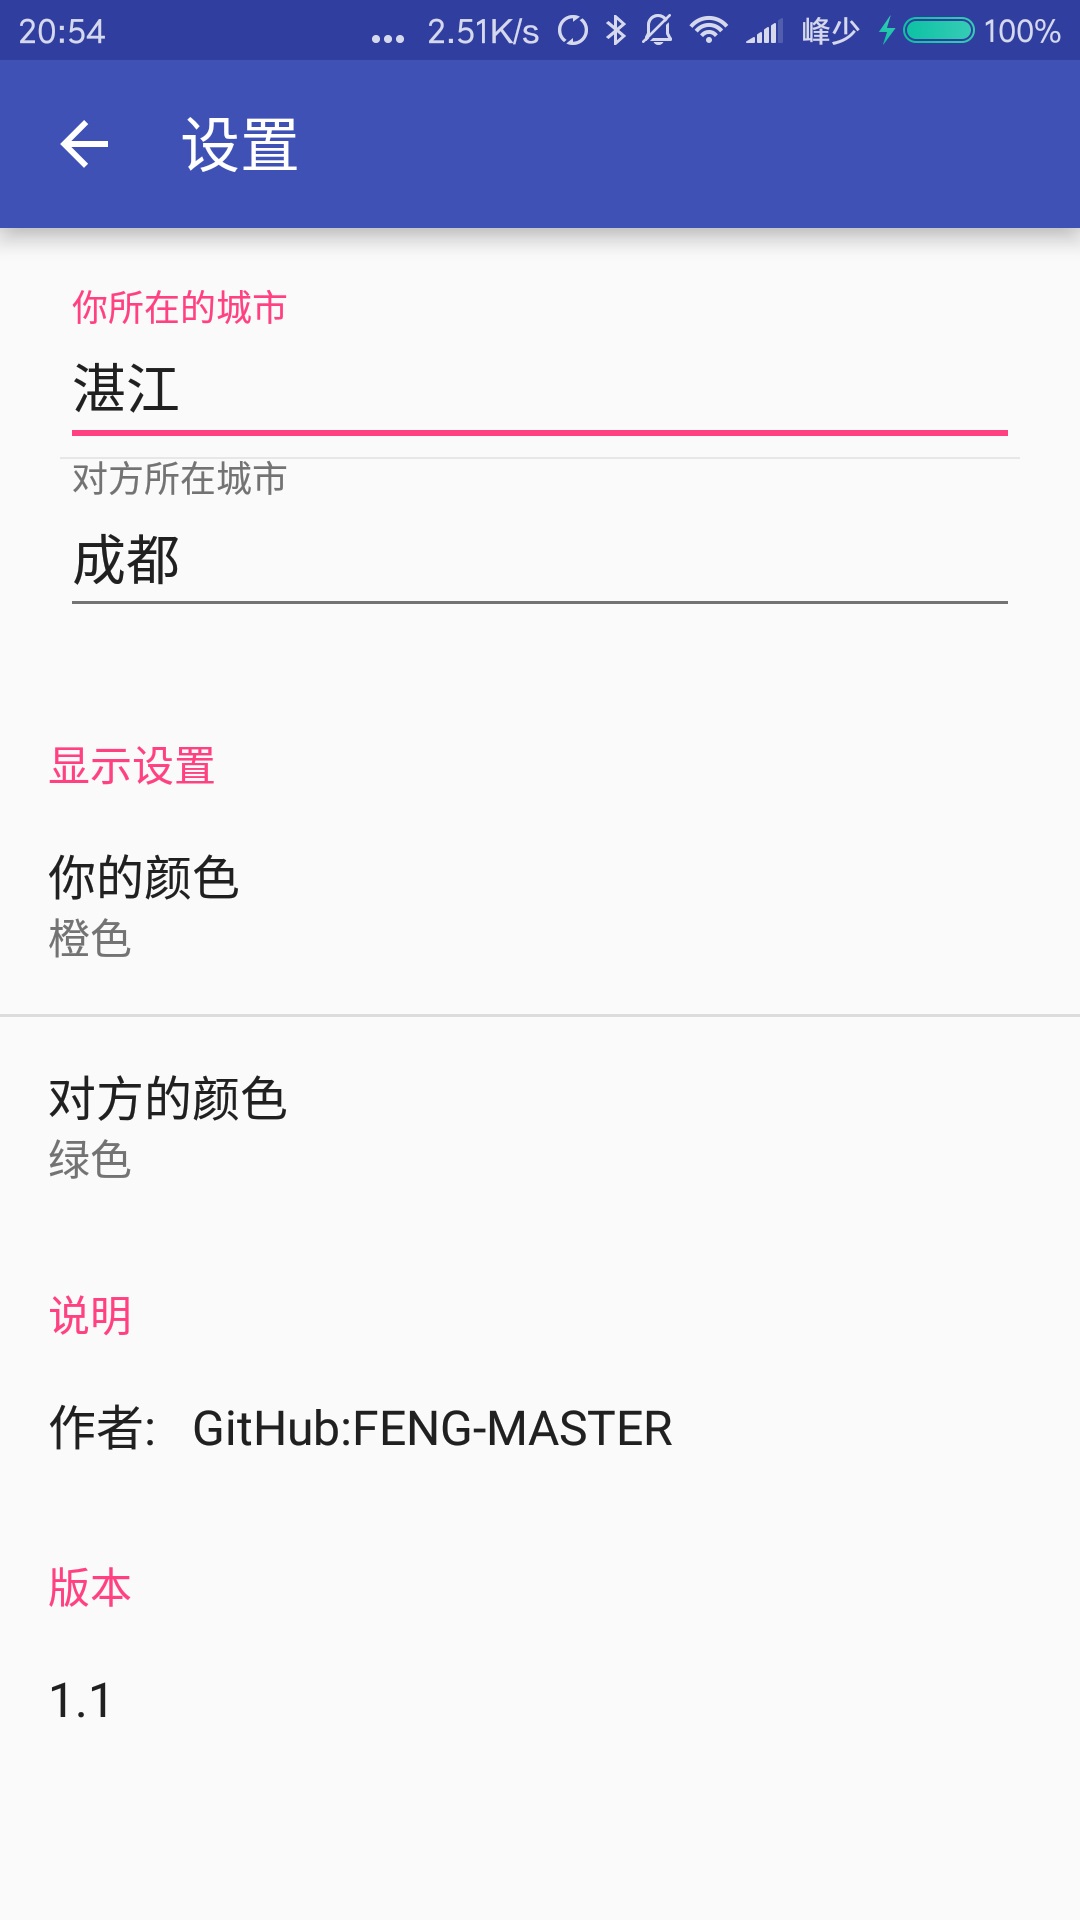 20:54 ... 2.51K/s 峰少 100%
设置
你所在的城市
湛江
对方所在城市
成都
显示设置
你的颜色
橙色
对方的颜色
绿色
说明
作者: GitHub:FENG-MASTER
版本
1.1